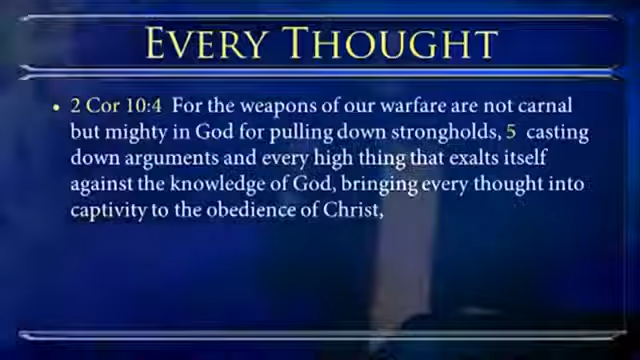 EVERY THOUGHT
• 2 Cor 10:4 For the weapons of our warfare are not carnal
but mighty in God for pulling down strongholds, 5 casting
down arguments and every high thing that exalts itself
against the knowledge of God, bringing every thought into
captivity to the obedience of Christ,